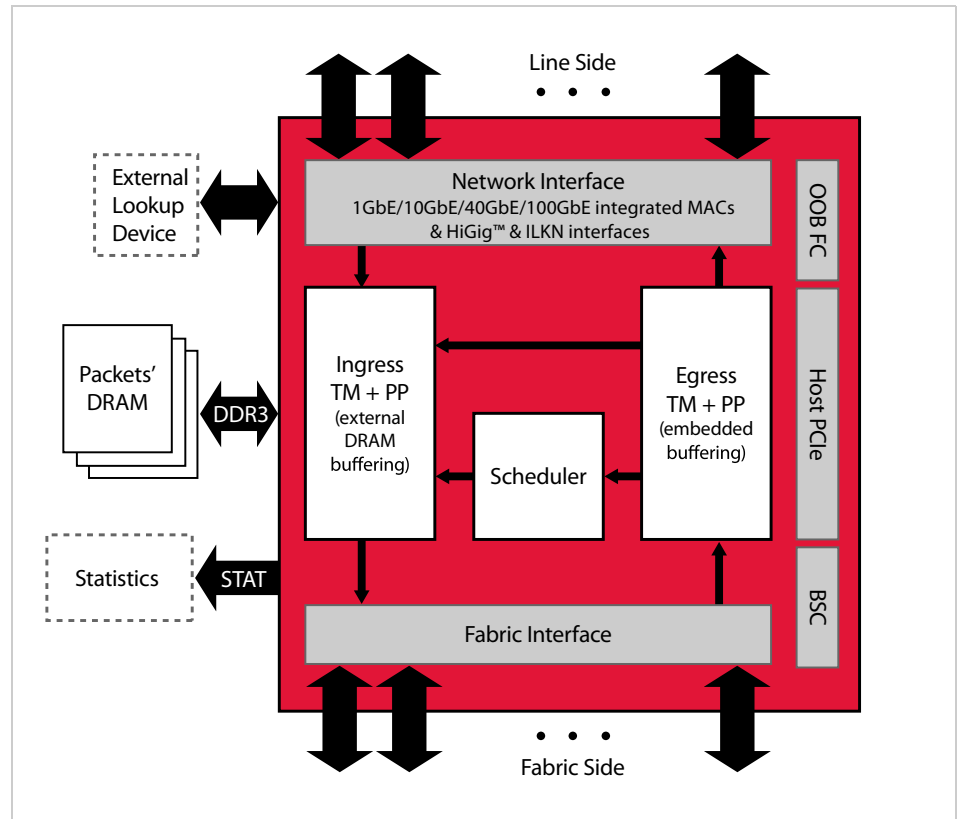 Line Side
Network Interface
1GbE/10GbE/40GbE/100GbE integrated MACs
& HiGig™ & ILKN interfaces
OOB FC
External
Lookup
Device
Packets’
DRAM
DDR3
Ingress
TM + PP
(external
DRAM
buffering)
Scheduler
Egress
TM + PP
(embedded
buffering)
Host PCIe
Statistics
STAT
Fabric Interface
BSC
Fabric Side